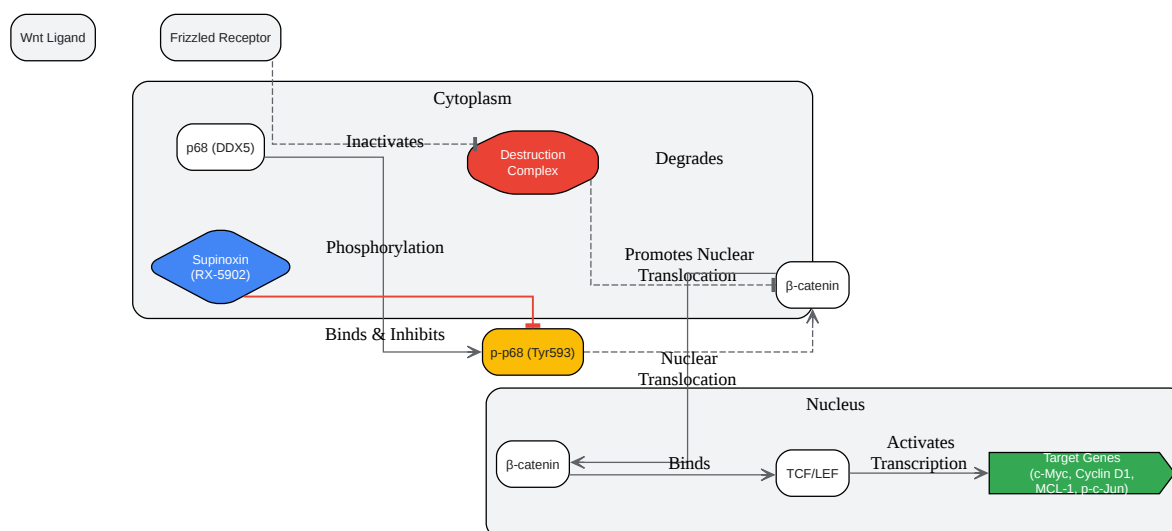 Wnt Ligand
Frizzled Receptor
Cytoplasm
p68 (DDX5)
Inactivates
Destruction
Complex
Degrades
Supinoxin
(RX-5902)
Phosphorylation
Promotes Nuclear
Translocation
β-catenin
Binds & Inhibits
p-p68 (Tyr593)
Nuclear
Translocation
Nucleus
β-catenin
Binds
TCF/LEF
Activates
Transcription
Target Genes
(c-Myc, Cyclin D1,
MCL-1, p-c-Jun)